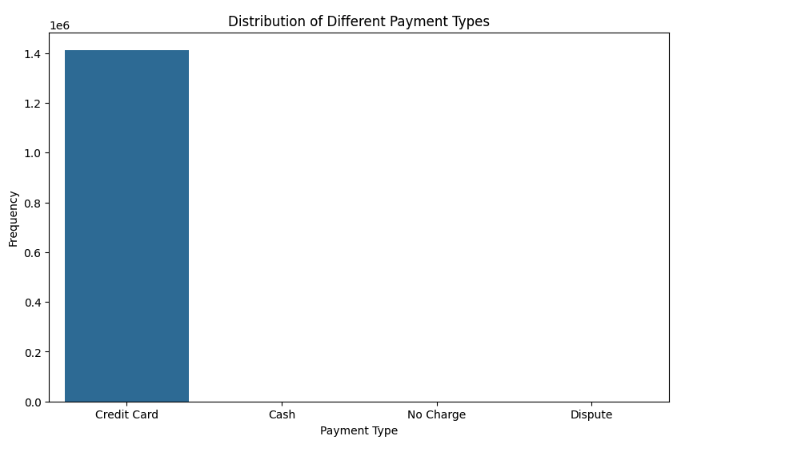 Distribution of Different Payment Types
1e6
1.4
1.2
1.0
0.8
0.6
0.4
0.2
0.0
Frequency
Credit Card
Cash
No Charge
Dispute
Payment Type